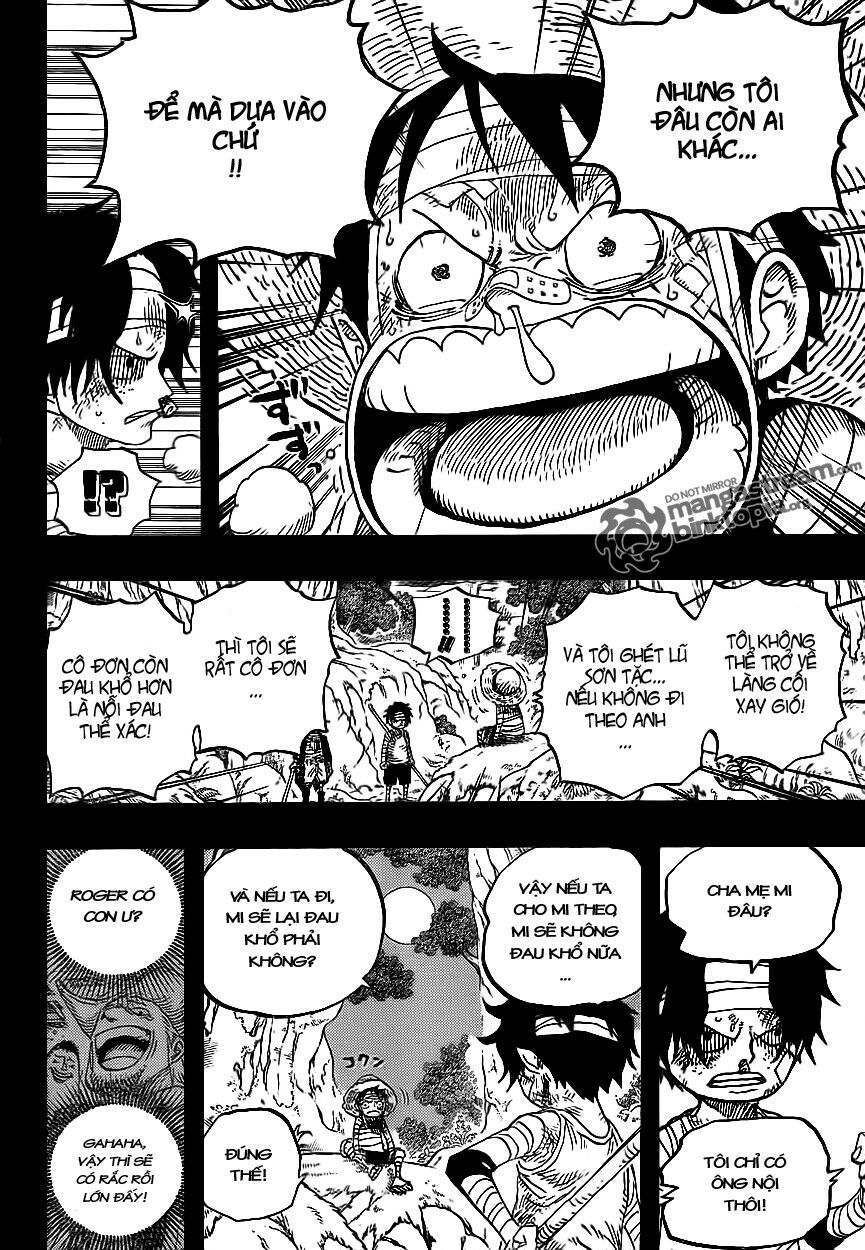 NHƯNG TÔI
ĐÂU CÒN AI
KHÁC...
ĐỂ MÀ DỰA VÀO
CHỨ
!!
ずず
!?
DO NOT MIRROR
mangastream.com
binktopia.org
TÔI KHÔNG
THỂ TRỞ VỀ
LÀNG CỐI
XAY GIÓ!
VÀ TÔI GHÉT LŨ
SƠN TẶC...
NẾU KHÔNG ĐI
THEO ANH
...
THÌ TÔI SẼ
RẤT CÔ ĐƠN
...
CÔ ĐƠN CÒN
ĐAU KHỔ HƠN
LÀ NỖI ĐAU
THỂ XÁC!
CHA MẸ MI
ĐÂU?
TÔI CHỈ CÓ
ÔNG NỘI
THÔI!
VẬY NẾU TA
CHO MI THEO,
MI SẼ KHÔNG
ĐAU KHỔ NỮA
...
VÀ NẾU TA ĐI,
MI SẼ LẠI ĐAU
KHỔ PHẢI
KHÔNG?
コクン
ĐÚNG
THẾ!
ROGER CÓ
CON Ư?
GAHAHA,
VẬY THÌ SẼ
CÓ RẮC RỐI
LỚN ĐẤY!